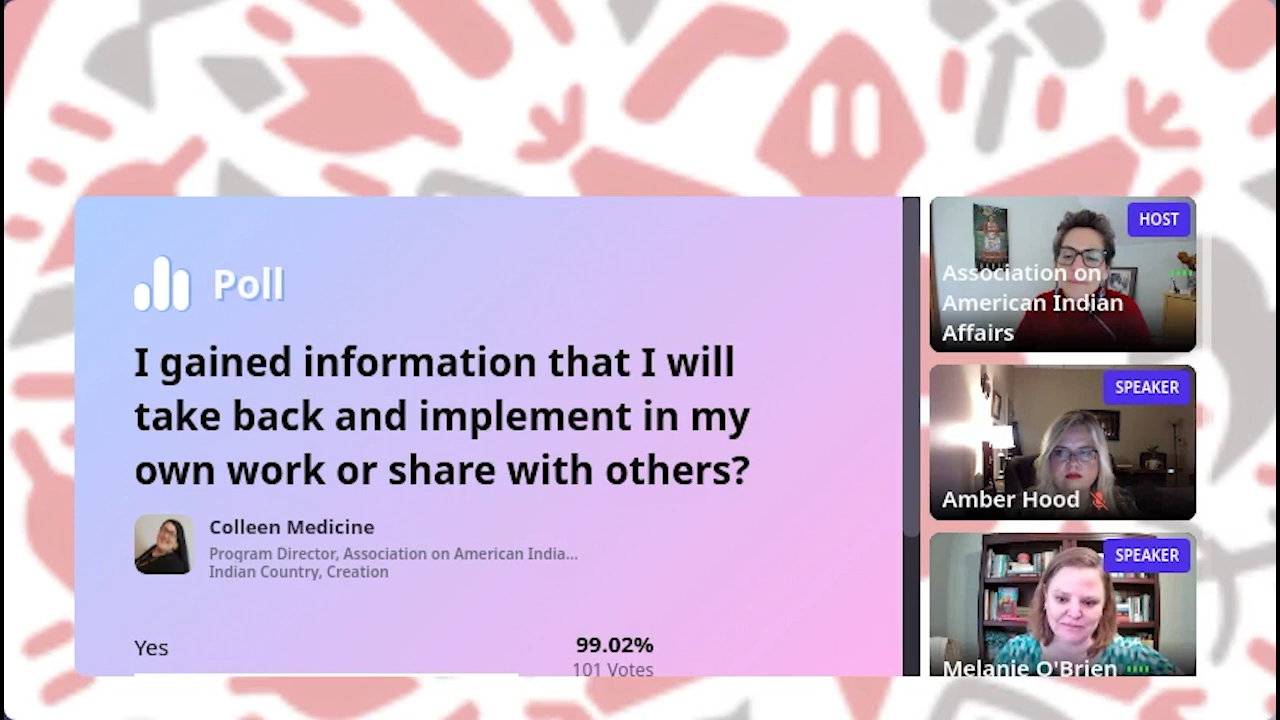 Poll
I gained information that I will
take back and implement in my
own work or share with others?
Colleen Medicine
Program Director, Association on American India...
Indian Country, Creation
Yes
99.02%
101 Votes
HOST
Association on
American Indian
Affairs
SPEAKER
Amber Hood
SPEAKER
Melanie O'Brien